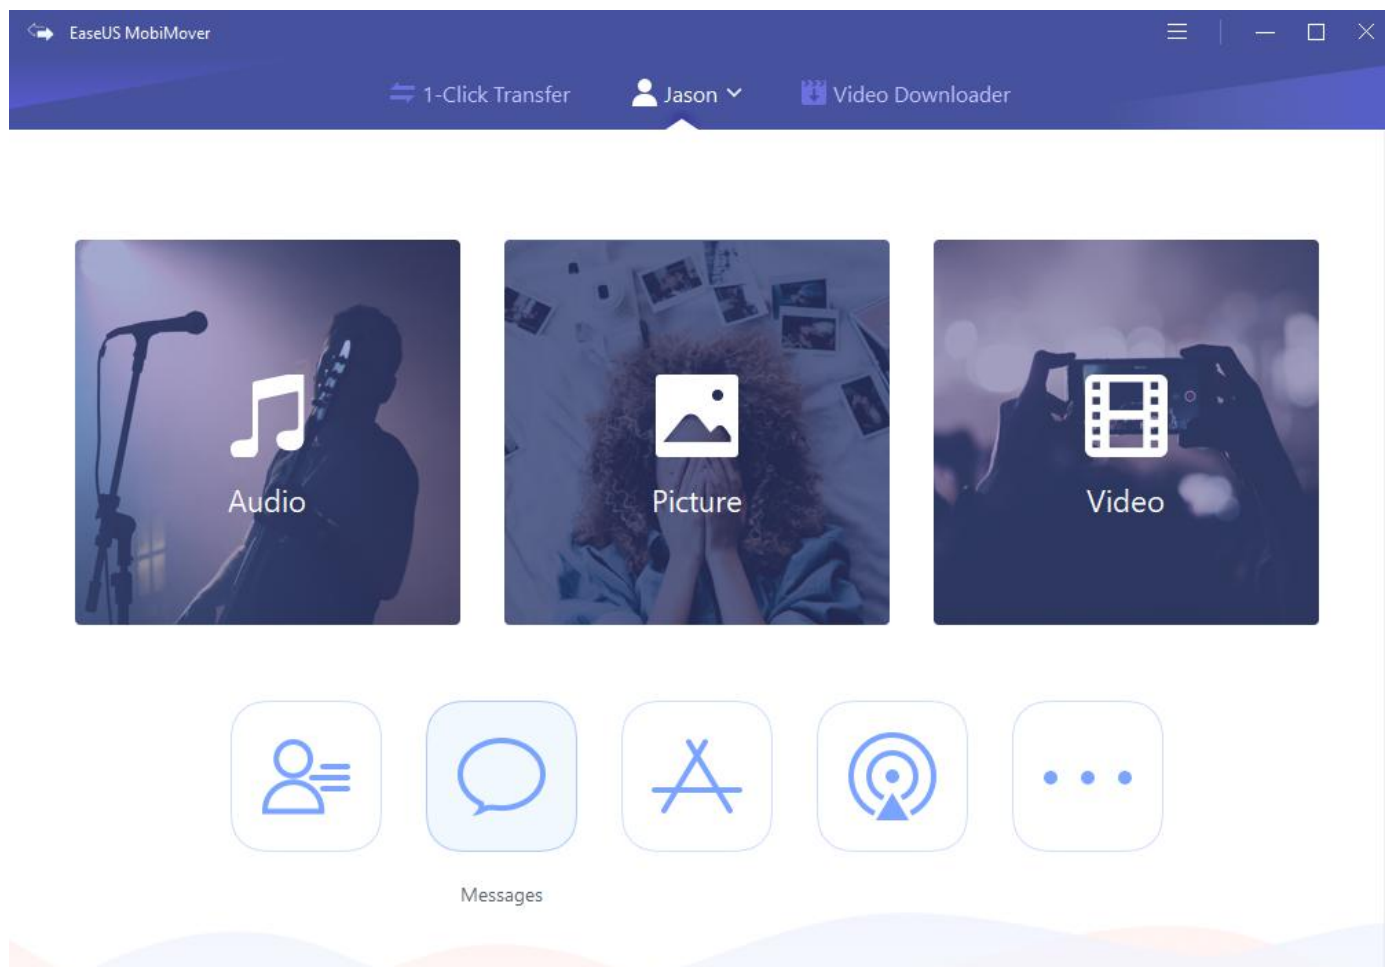 EaseUS MobiMover
1-Click Transfer
Jason
Video Downloader
Audio
Picture
Video
Messages